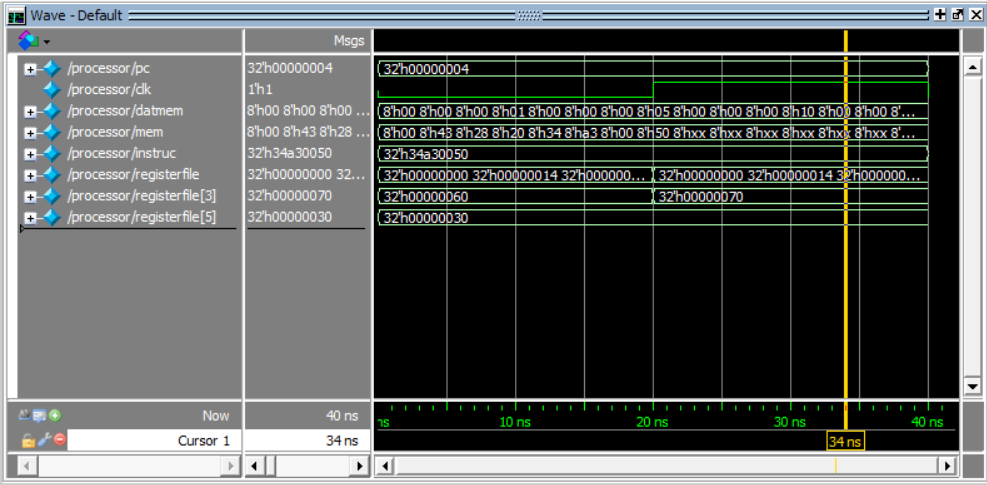 Wave - Default
Msgs
/processor/pc 32'h00000004 32'h00000004
/processor/clk 1'h1
/processor/datmem 8'h00 8'h00 8'h00 ... 8'h00 8'h00 8'h00 8'h01 8'h00 8'h00 8'h00 8'h05 8'h00 8'h00 8'h00 8'h10 8'h00 8'h00 8'...
/processor/mem 8'h00 8'h43 8'h28 ... 8'h00 8'h43 8'h28 8'h20 8'h34 8'ha3 8'h00 8'h50 8'hxx 8'hxx 8'hxx 8'hxx 8'hxx 8'hxx 8'...
/processor/instruc 32'h34a30050 32'h34a30050
/processor/registerfile 32'h00000000 32... 32'h00000000 32'h00000014 32'h000000... 32'h00000000 32'h00000014 32'h000000...
/processor/registerfile[3] 32'h00000070 32'h00000060 32'h00000070
/processor/registerfile[5] 32'h00000030 32'h00000030
Now 40 ns ns 10 ns 20 ns 30 ns 40 ns
Cursor 1 34 ns 34 ns